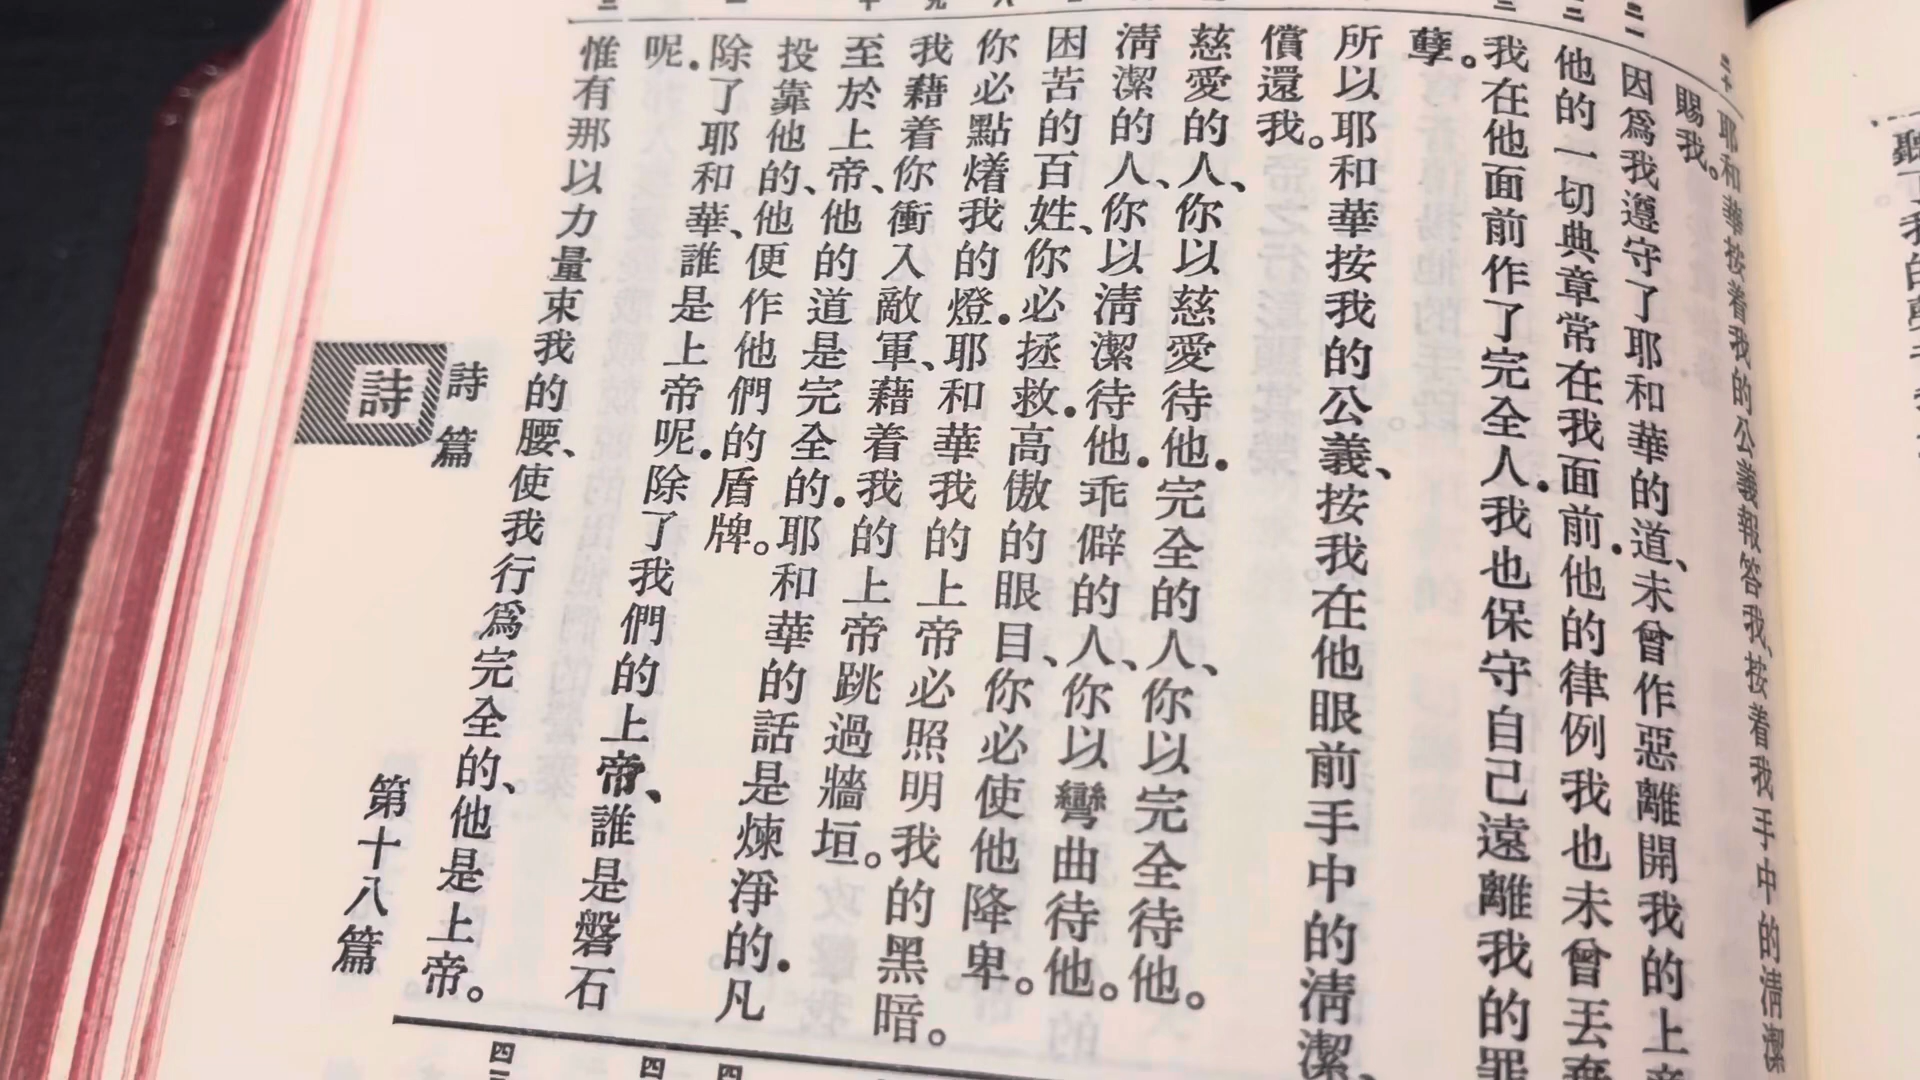 耶和華按着我的公義報答我、按着我手中的清潔
賜我。
因爲我遵守了耶和華的道、未曾作惡離開我的上帝
他的一切典章常在我面前．他的律例我也未曾丟棄
我在他面前作了完全人．我也保守自己遠離我的罪
孽。
所以耶和華按我的公義、按我在他眼前手中的清潔、
償還我。
慈愛的人、你以慈愛待他．完全的人、你以完全待他。
清潔的人、你以清潔待他．乖僻的人、你以彎曲待他。
困苦的百姓、你必拯救．高傲的眼目、你必使他降卑。
你必點燐我的燈．耶和華我的上帝必照明我的黑暗。
我藉着你衝入敵軍、藉着我的上帝跳過牆垣。
至於上帝、他的道是完全的．耶和華的話是煉淨的．凡
投靠他的、他便作他們的盾牌。
除了耶和華、誰是上帝呢．除了我們的上帝、誰是磐石
呢．
惟有那以力量束我的腰、使我行爲完全的、他是上帝。
詩篇
第十八篇
詩